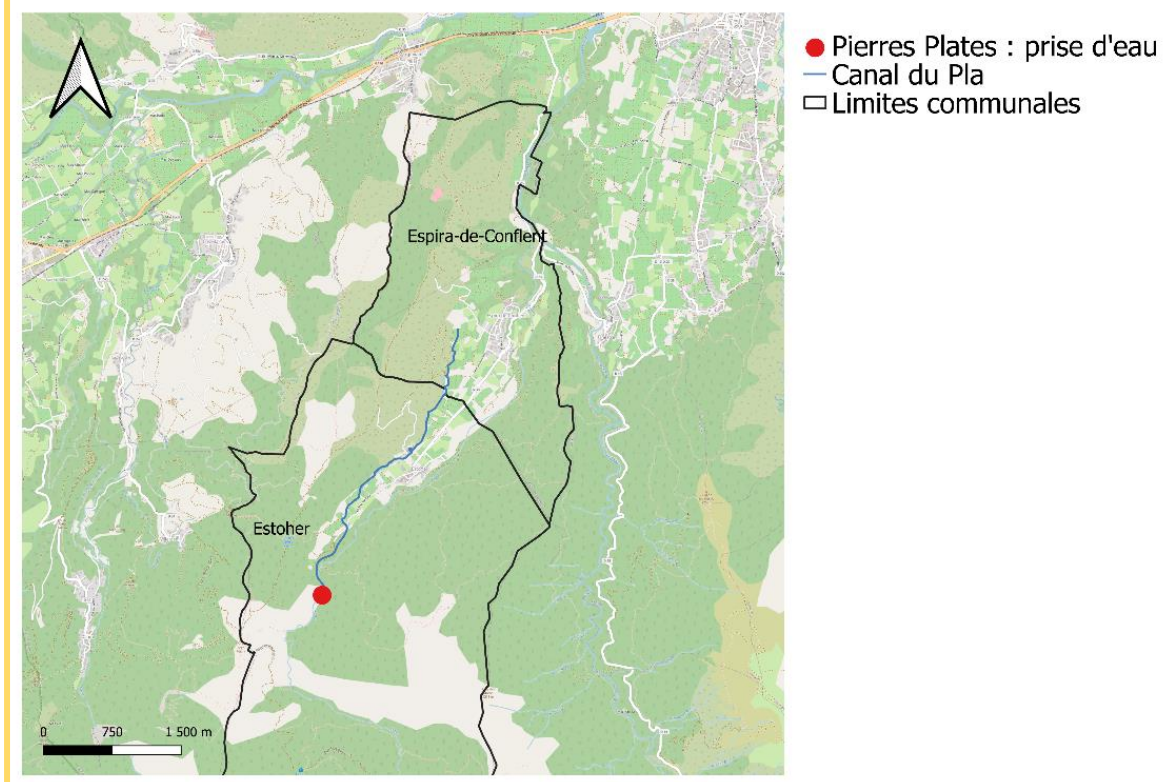 Pierres Plates : prise d'eau
Canal du Pla
Limites communales
Espira-de-Conflent
Estoher
0 750 1 500 m